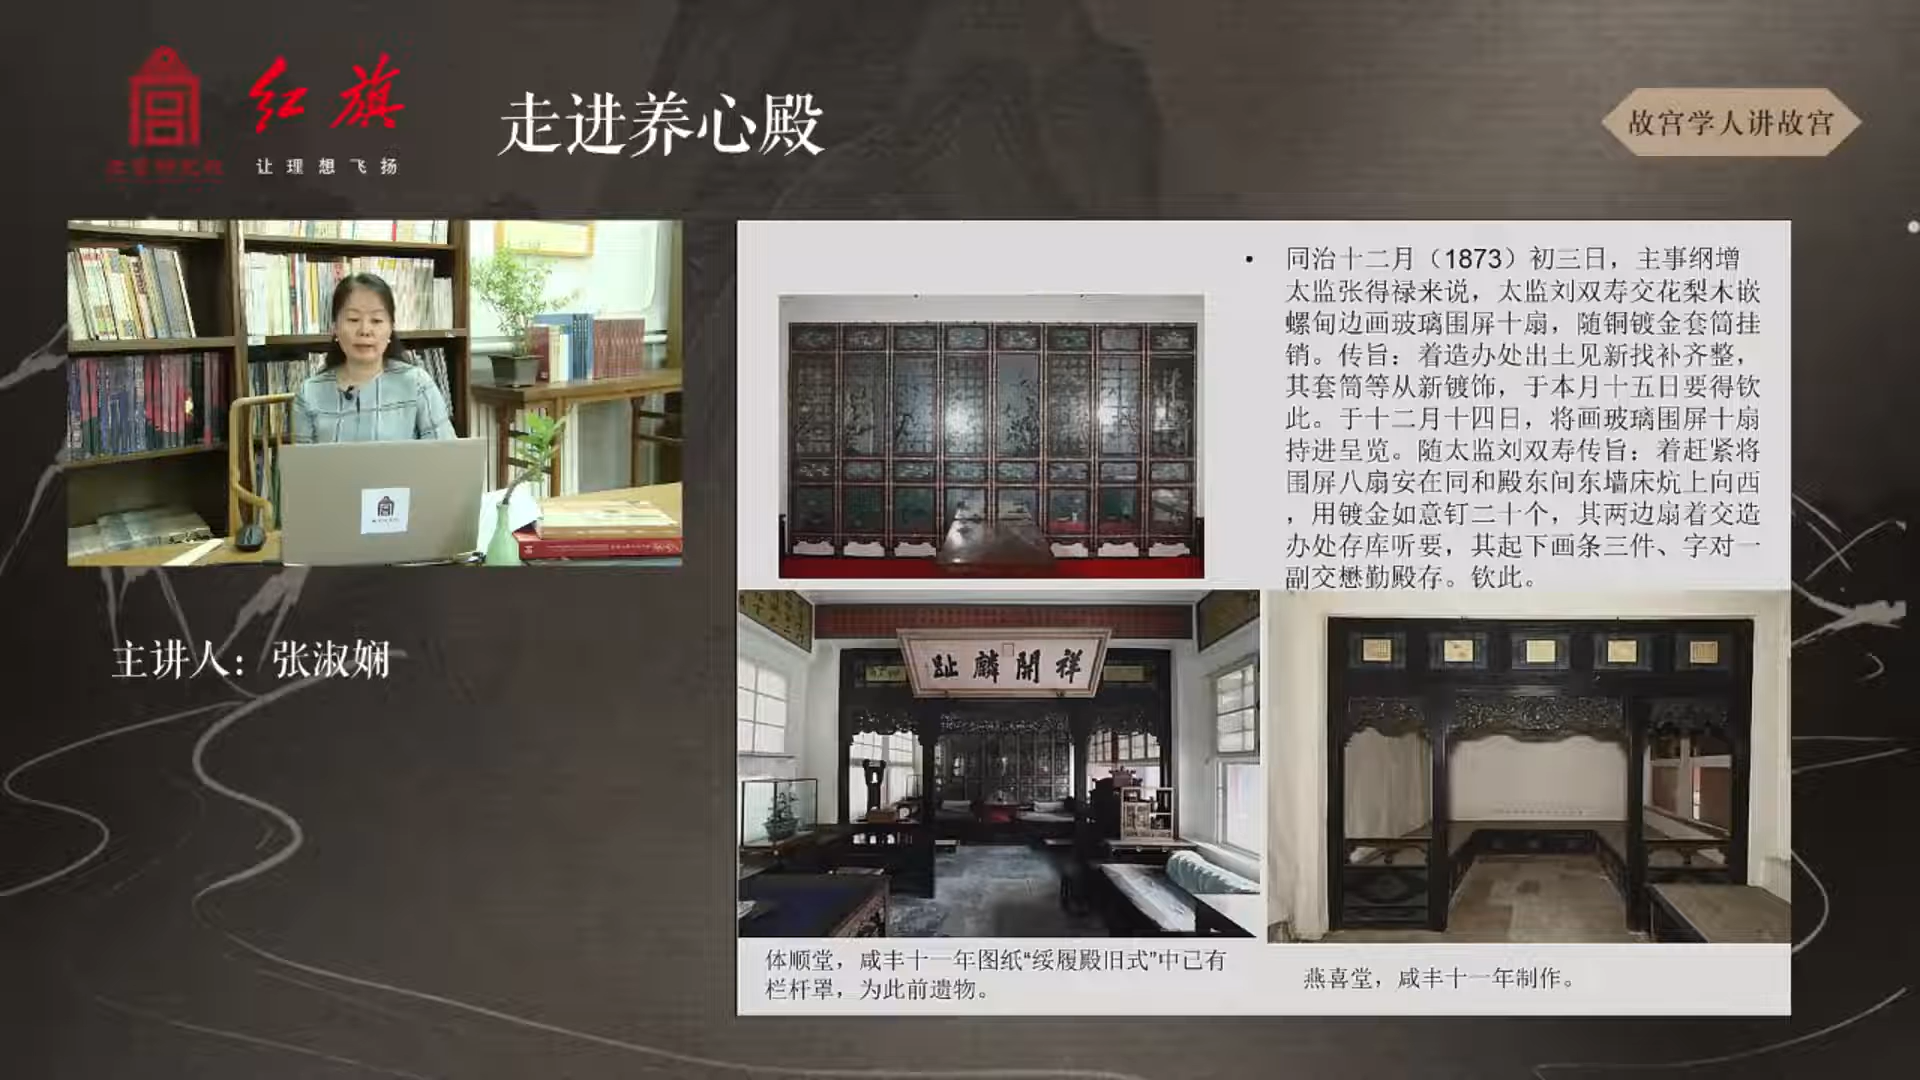 红旗
让理想飞扬
走进养心殿
故宫学人讲故宫
主讲人：张淑娴
• 同治十二月（1873）初三日，主事纲增
太监张得禄来说，太监刘双寿交花梨木嵌
螺甸边画玻璃围屏十扇，随铜镀金套筒挂
销。传旨：着造办处出土见新找补齐整，
其套筒等从新镀饰，于本月十五日要得钦
此。于十二月十四日，将画玻璃围屏十扇
持进呈览。随太监刘双寿传旨：着赶紧将
围屏八扇安在同和殿东间东墙床炕上向西
，用镀金如意钉二十个，其两边扇着交造
办处存库听要，其起下画条三件、字对一
副交懋勤殿存。钦此。
趾麟開祥
体顺堂，咸丰十一年图纸“绥履殿旧式”中已有
栏杆罩，为此前遗物。
燕喜堂，咸丰十一年制作。